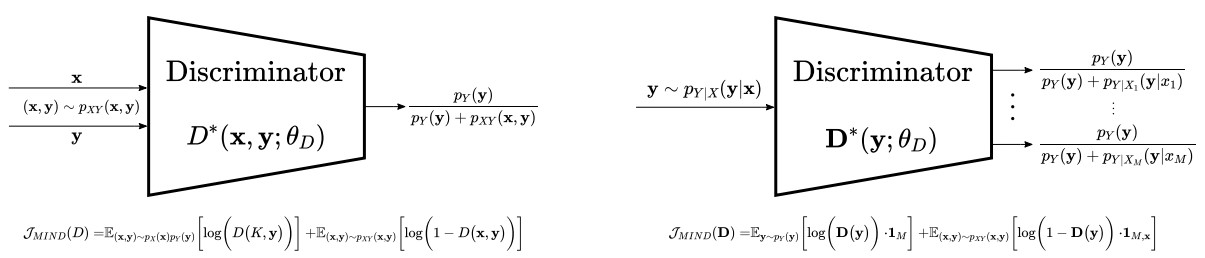 x
(x, y) ∼ p_{XY}(x, y)
y
Discriminator
D*(x, y; θ_D)
p_Y(y)
p_Y(y) + p_{XY}(x, y)
𝒥_{MIND}(D) = 𝔼_{(x,y)∼p_X(x)p_Y(y)}[log(D(K, y))] + 𝔼_{(x,y)∼p_{XY}(x,y)}[log(1 − D(x, y))]
y ∼ p_{Y|X}(y|x)
Discriminator
D*(y; θ_D)
p_Y(y)
p_Y(y) + p_{Y|X_1}(y|x_1)
⋮
p_Y(y)
p_Y(y) + p_{Y|X_M}(y|x_M)
𝒥_{MIND}(D) = 𝔼_{y∼p_Y(y)}[log(D(y)) · 1_M] + 𝔼_{(x,y)∼p_{XY}(x,y)}[log(1 − D(y)) · 1_{M,x}]